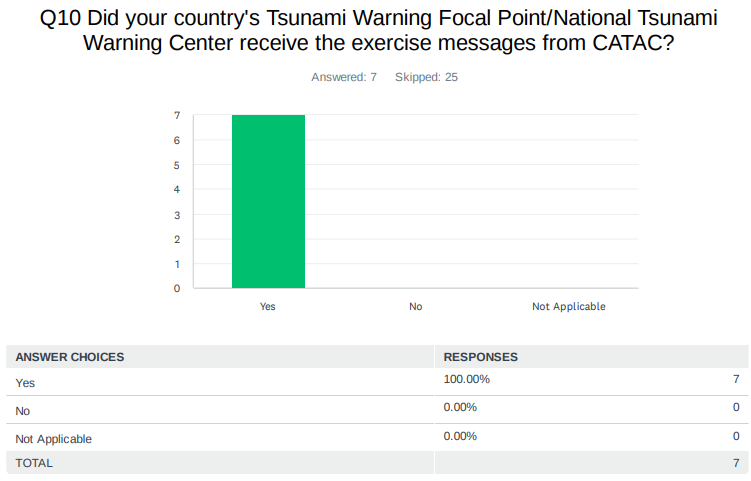 Q10 Did your country's Tsunami Warning Focal Point/National Tsunami
Warning Center receive the exercise messages from CATAC?
Answered: 7 Skipped: 25
7
6
5
4
3
2
1
0
Yes No Not Applicable
ANSWER CHOICES RESPONSES
Yes 100.00% 7
No 0.00% 0
Not Applicable 0.00% 0
TOTAL 7